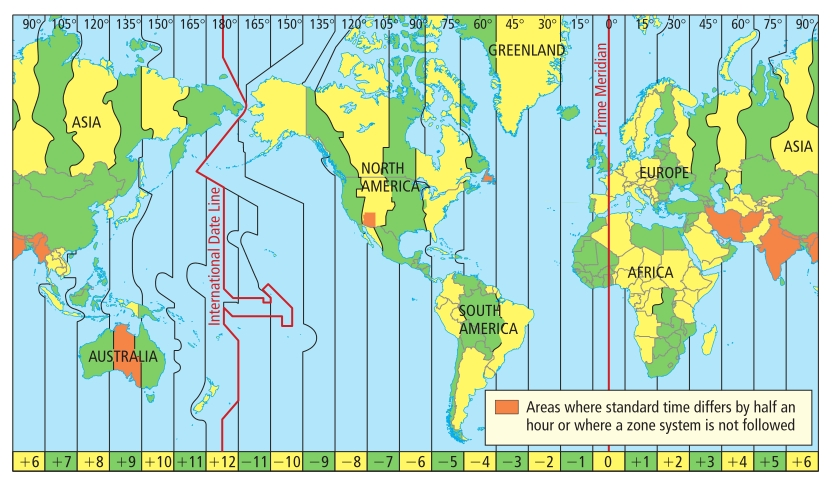 90° 105° 120° 135° 150° 165° 180° 165° 150° 135° 120° 105° 90° 75° 60° 45° 30° 15° 0° 15° 30° 45° 60° 75° 90°
GREENLAND
Prime Meridian
ASIA
ASIA
NORTH
AMERICA
EUROPE
International Date Line
AFRICA
SOUTH
AMERICA
AUSTRALIA
Areas where standard time differs by half an
hour or where a zone system is not followed
+6 +7 +8 +9 +10 +11 +12 −11 −10 −9 −8 −7 −6 −5 −4 −3 −2 −1 0 +1 +2 +3 +4 +5 +6